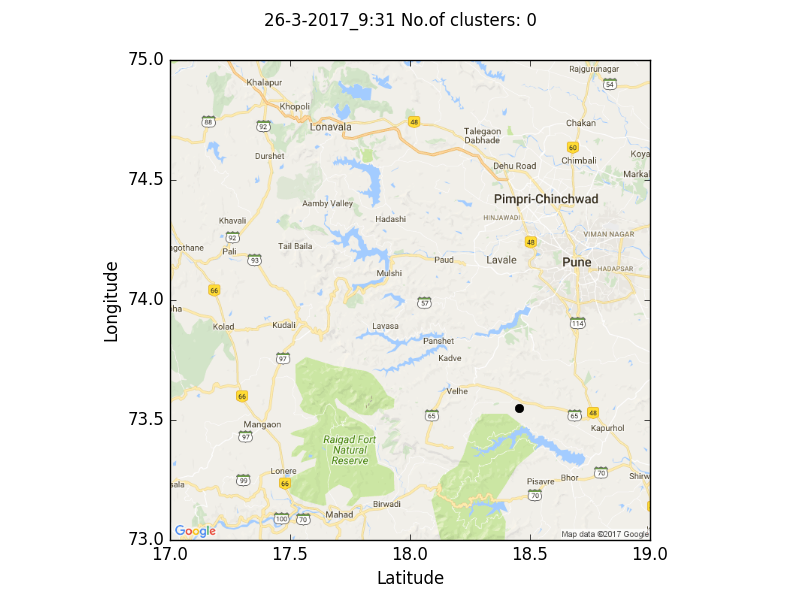 26-3-2017_9:31 No.of clusters: 0
75.0
74.5
74.0
73.5
73.0
Longitude
17.0 17.5 18.0 18.5 19.0
Latitude
Rajgurunagar
54
Khalapur
Khopoli
68
92
Lonavala
48
Talegaon
Dabhade
Chakan
60
Chimbali
Koya
Markal
Durshet
Dehu Road
Pimpri-Chinchwad
Aamby Valley
Hadashi
HINJAWADI
Khavali
92
agothane
Pali
93
Tail Baila
48
VIMAN NAGAR
Paud
Lavale
Pune
HADAPSAR
Mulshi
66
57
ha
Kolad
Kudali
Lavasa
Panshet
114
77
Kadve
66
Velhe
65
65
48
Kapurhol
Mangaon
97
Raigad Fort
Natural
Reserve
99
Lonere
66
70
Shirw
sala
Pisavre
Bhor
70
Birwadi
100
70
Mahad
Google
Map data ©2017 Google